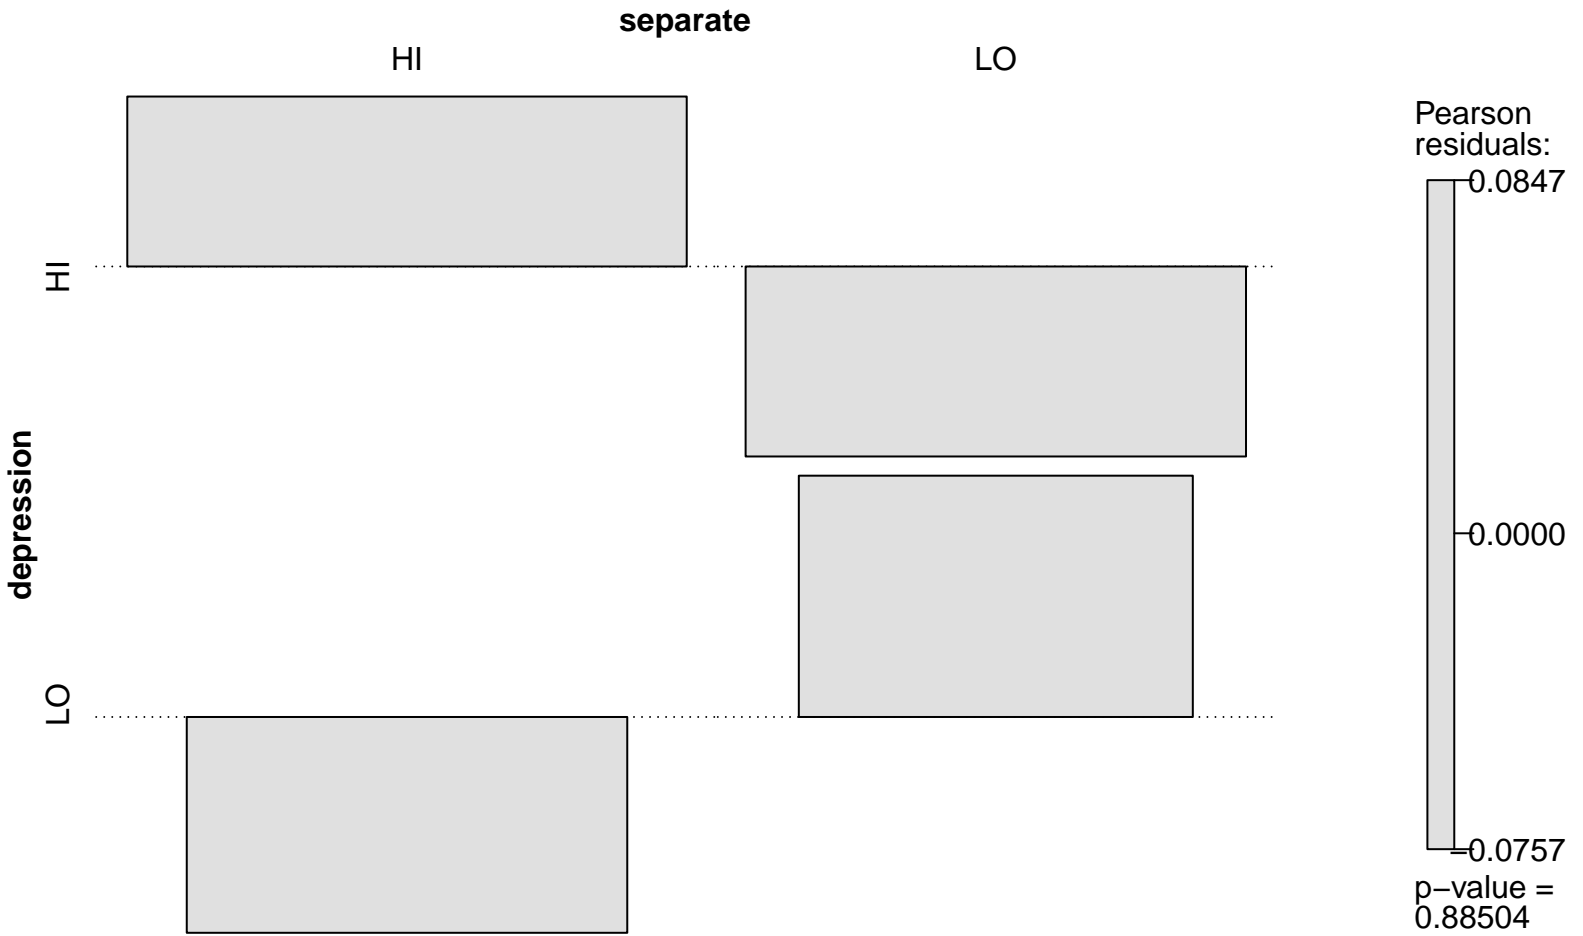 separate
HI
LO
depression
HI
LO
Pearson
residuals:
0.0847
0.0000
−0.0757
p−value =
0.88504